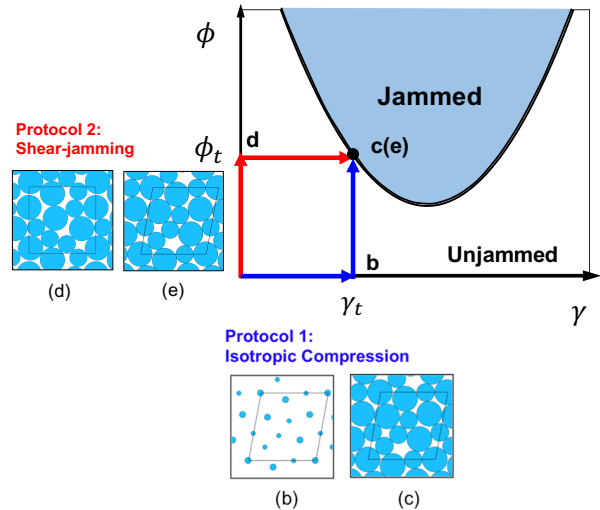 ϕ
Jammed
Protocol 2:
Shear-jamming
ϕₜ
d
c(e)
(d)
(e)
b
Unjammed
γₜ
γ
Protocol 1:
Isotropic Compression
(b)
(c)